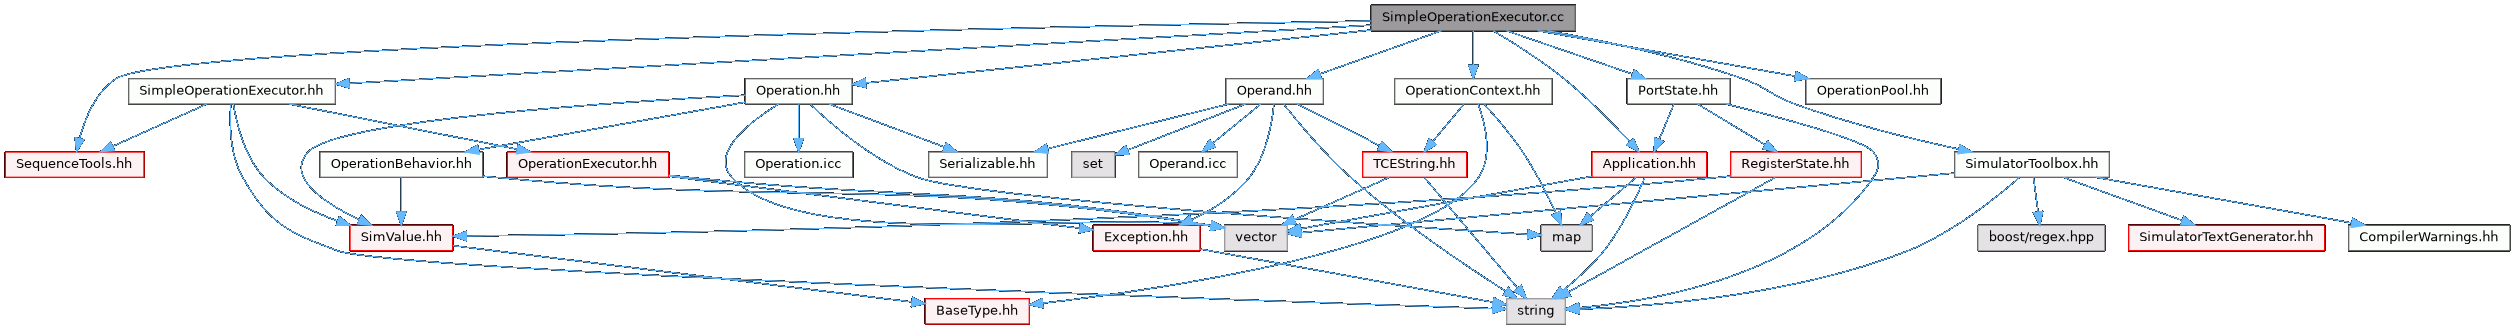 SimpleOperationExecutor.cc
SimpleOperationExecutor.hh
Operation.hh
Operand.hh
OperationContext.hh
PortState.hh
OperationPool.hh
SequenceTools.hh
OperationBehavior.hh
OperationExecutor.hh
Operation.icc
Serializable.hh
set
Operand.icc
TCEString.hh
Application.hh
RegisterState.hh
SimulatorToolbox.hh
SimValue.hh
Exception.hh
vector
map
boost/regex.hpp
SimulatorTextGenerator.hh
CompilerWarnings.hh
BaseType.hh
string